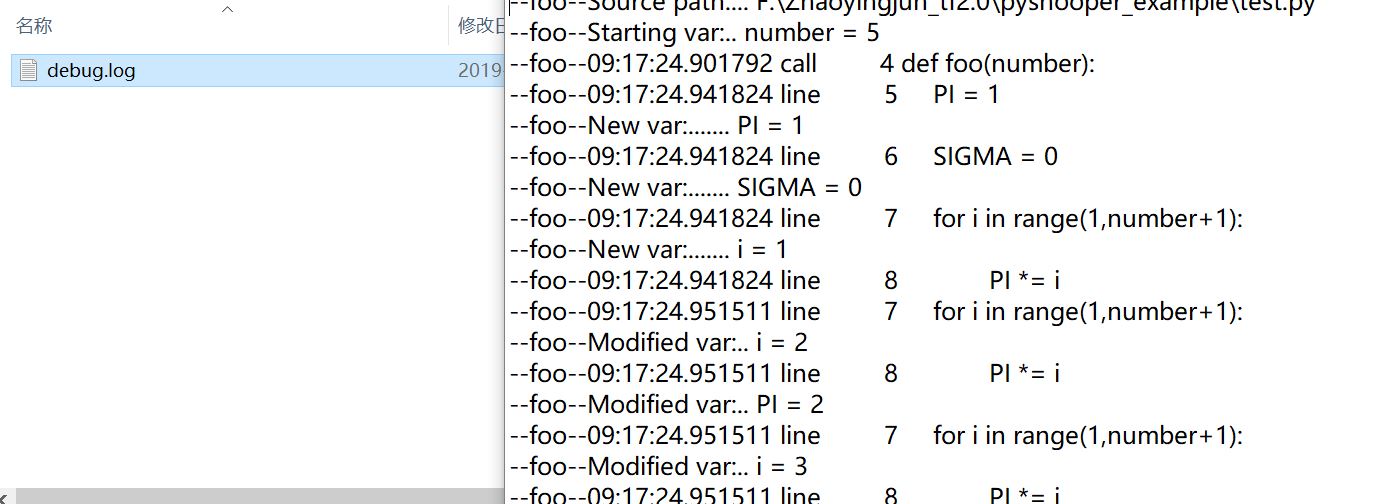 名称
修改日
debug.log
2019-
--foo--Source path:... F:\Zhaoyingjun_tf2.0\pysnooper_example\test.py
--foo--Starting var:.. number = 5
--foo--09:17:24.901792 call 4 def foo(number):
--foo--09:17:24.941824 line 5 PI = 1
--foo--New var:....... PI = 1
--foo--09:17:24.941824 line 6 SIGMA = 0
--foo--New var:....... SIGMA = 0
--foo--09:17:24.941824 line 7 for i in range(1,number+1):
--foo--New var:....... i = 1
--foo--09:17:24.941824 line 8 PI *= i
--foo--09:17:24.951511 line 7 for i in range(1,number+1):
--foo--Modified var:.. i = 2
--foo--09:17:24.951511 line 8 PI *= i
--foo--Modified var:.. PI = 2
--foo--09:17:24.951511 line 7 for i in range(1,number+1):
--foo--Modified var:.. i = 3
--foo--09:17:24.951511 line 8 PI *= i